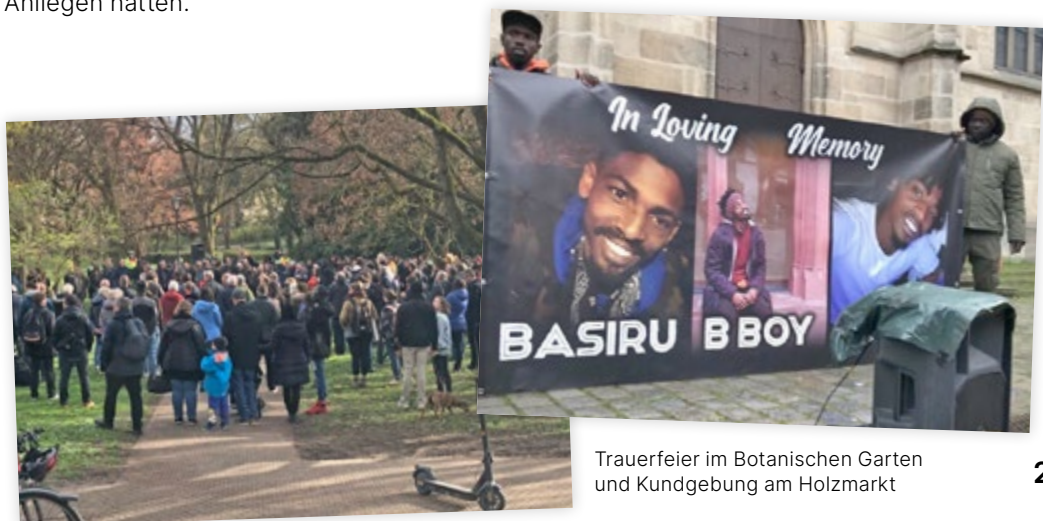 Anliegen hatten.
In Loving Memory
BASIRU B BOY
Trauerfeier im Botanischen Garten
und Kundgebung am Holzmarkt
2